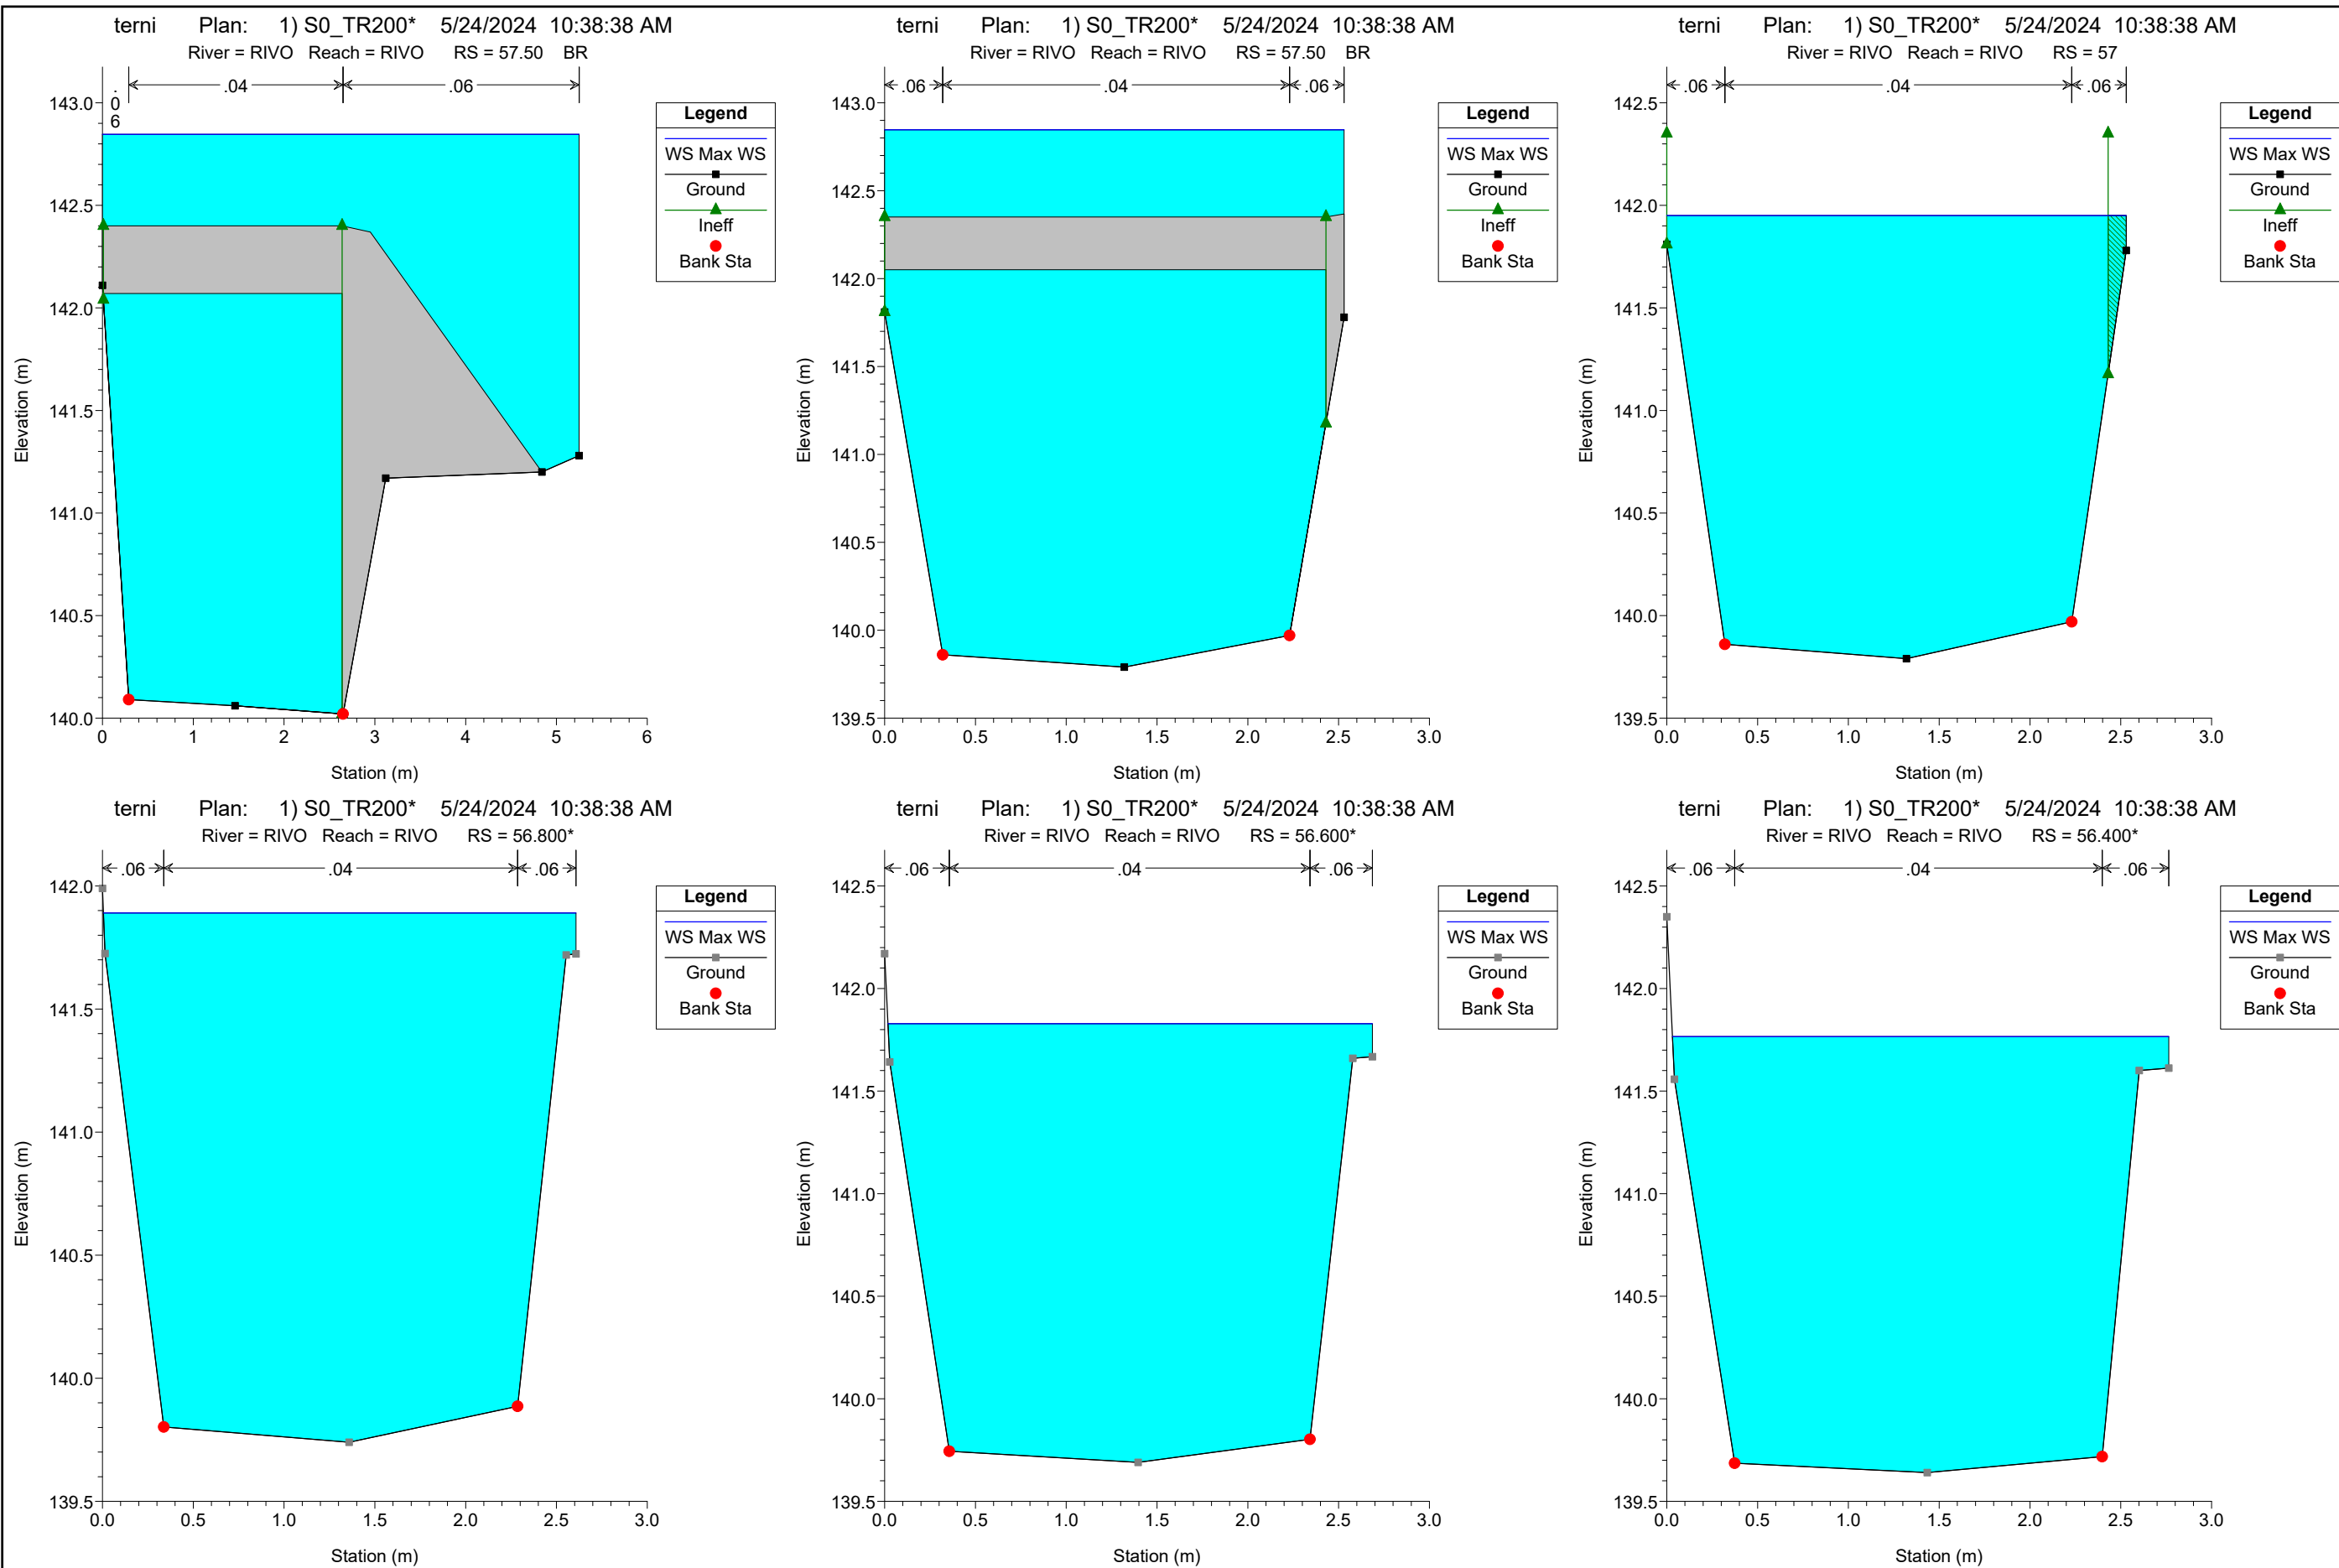 terni Plan: 1) S0_TR200* 5/24/2024 10:38:38 AM
River = RIVO Reach = RIVO RS = 57.50 BR
.06
.04
.06
143.0
142.5
142.0
141.5
141.0
140.5
140.0
Elevation (m)
0 1 2 3 4 5 6
Station (m)
Legend
WS Max WS
Ground
Ineff
Bank Sta
terni Plan: 1) S0_TR200* 5/24/2024 10:38:38 AM
River = RIVO Reach = RIVO RS = 57.50 BR
.06 .04 .06
143.0
142.5
142.0
141.5
141.0
140.5
140.0
139.5
Elevation (m)
0.0 0.5 1.0 1.5 2.0 2.5 3.0
Station (m)
Legend
WS Max WS
Ground
Ineff
Bank Sta
terni Plan: 1) S0_TR200* 5/24/2024 10:38:38 AM
River = RIVO Reach = RIVO RS = 57
.06 .04 .06
142.5
142.0
141.5
141.0
140.5
140.0
139.5
Elevation (m)
0.0 0.5 1.0 1.5 2.0 2.5 3.0
Station (m)
Legend
WS Max WS
Ground
Ineff
Bank Sta
terni Plan: 1) S0_TR200* 5/24/2024 10:38:38 AM
River = RIVO Reach = RIVO RS = 56.800*
.06 .04 .06
142.0
141.5
141.0
140.5
140.0
139.5
Elevation (m)
0.0 0.5 1.0 1.5 2.0 2.5 3.0
Station (m)
Legend
WS Max WS
Ground
Bank Sta
terni Plan: 1) S0_TR200* 5/24/2024 10:38:38 AM
River = RIVO Reach = RIVO RS = 56.600*
.06 .04 .06
142.5
142.0
141.5
141.0
140.5
140.0
139.5
Elevation (m)
0.0 0.5 1.0 1.5 2.0 2.5 3.0
Station (m)
Legend
WS Max WS
Ground
Bank Sta
terni Plan: 1) S0_TR200* 5/24/2024 10:38:38 AM
River = RIVO Reach = RIVO RS = 56.400*
.06 .04 .06
142.5
142.0
141.5
141.0
140.5
140.0
139.5
Elevation (m)
0.0 0.5 1.0 1.5 2.0 2.5 3.0
Station (m)
Legend
WS Max WS
Ground
Bank Sta